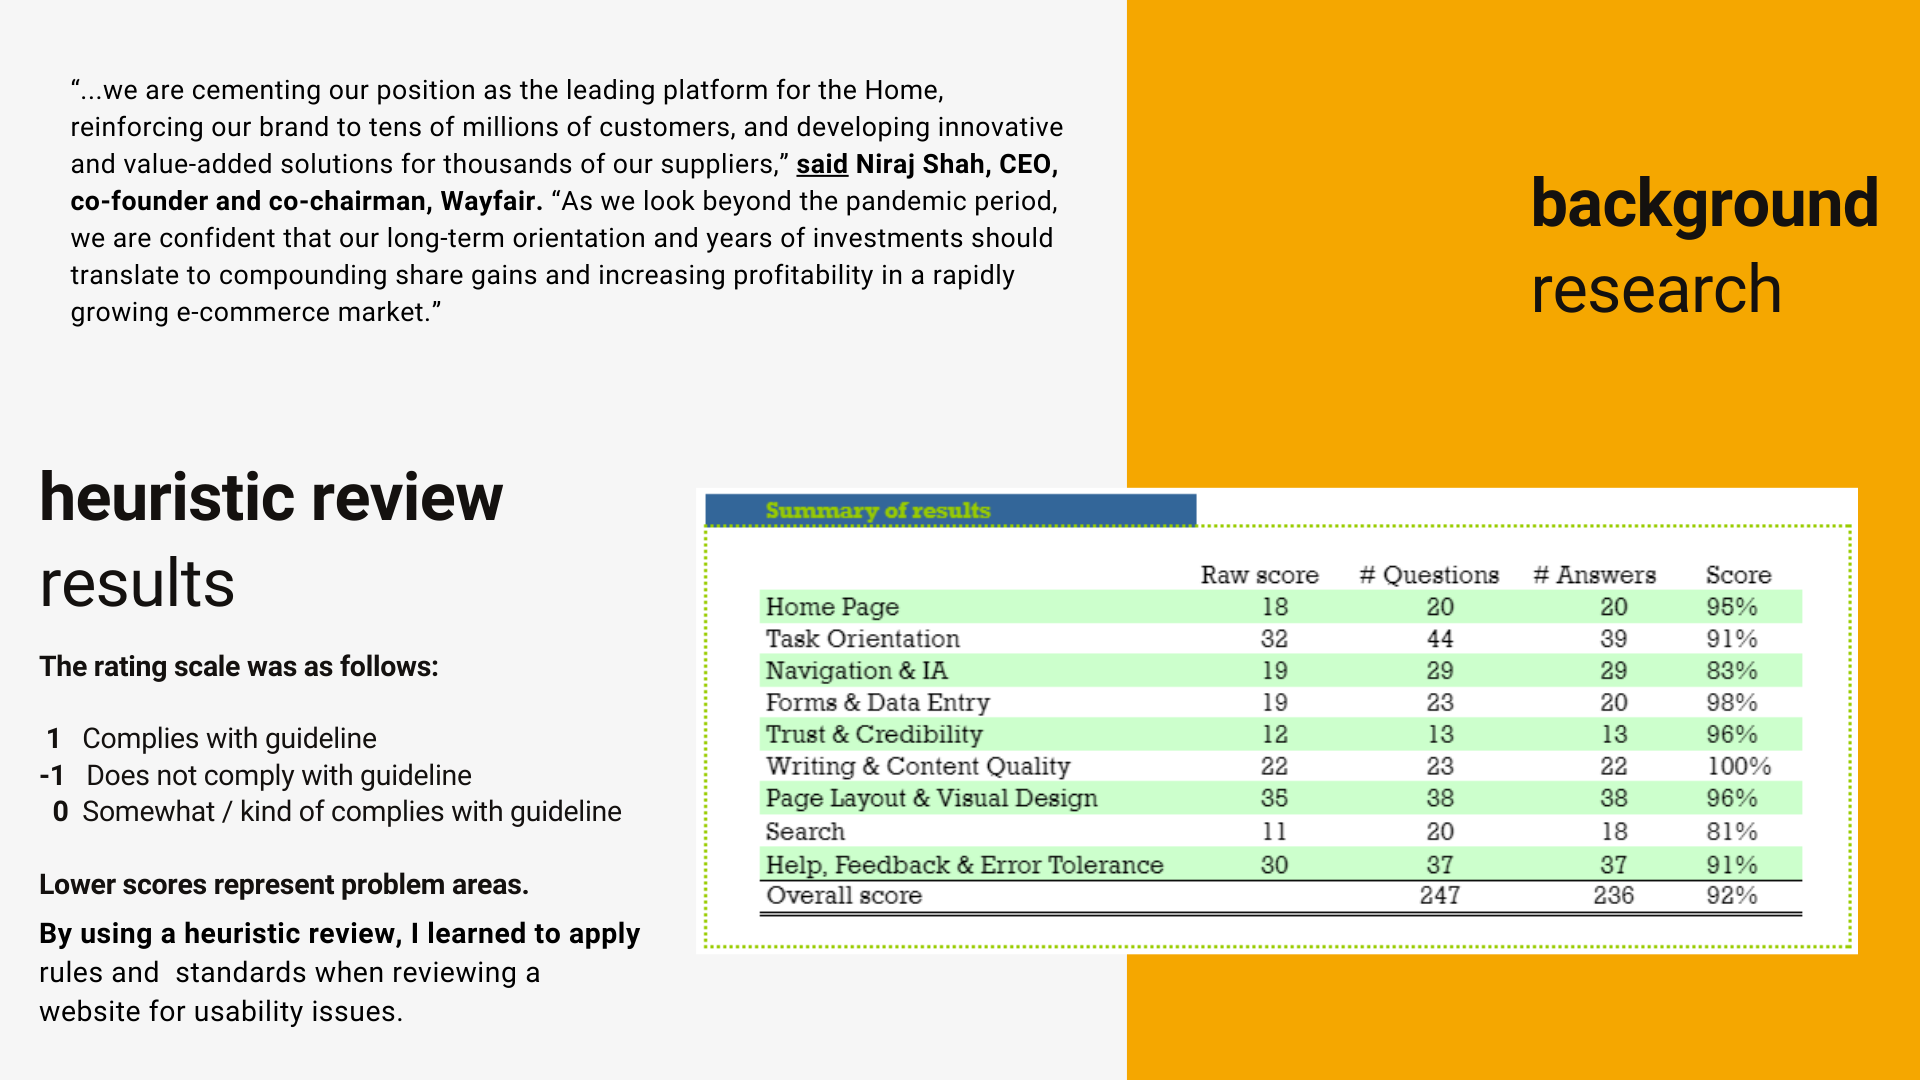 “...we are cementing our position as the leading platform for the Home,
reinforcing our brand to tens of millions of customers, and developing innovative
and value-added solutions for thousands of our suppliers,” said Niraj Shah, CEO,
co-founder and co-chairman, Wayfair. “As we look beyond the pandemic period,
we are confident that our long-term orientation and years of investments should
translate to compounding share gains and increasing profitability in a rapidly
growing e-commerce market.”
background
research
heuristic review
results
The rating scale was as follows:
1 Complies with guideline
-1 Does not comply with guideline
0 Somewhat / kind of complies with guideline
Lower scores represent problem areas.
By using a heuristic review, I learned to apply
rules and standards when reviewing a
website for usability issues.
Summary of results
Raw score # Questions # Answers Score
Home Page 18 20 20 95%
Task Orientation 32 44 39 91%
Navigation & IA 19 29 29 83%
Forms & Data Entry 19 23 20 98%
Trust & Credibility 12 13 13 96%
Writing & Content Quality 22 23 22 100%
Page Layout & Visual Design 35 38 38 96%
Search 11 20 18 81%
Help, Feedback & Error Tolerance 30 37 37 91%
Overall score 247 236 92%